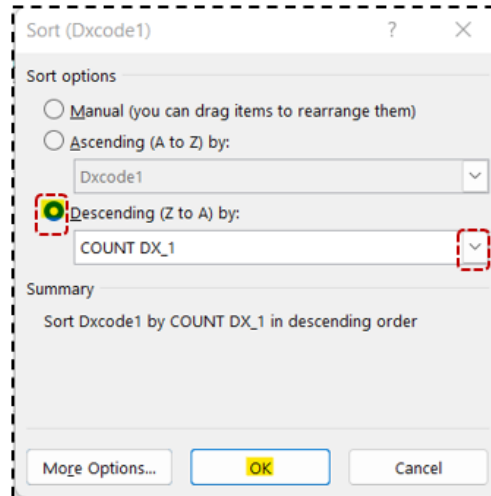 Sort (Dxcode1) ?
Sort options
Manual (you can drag items to rearrange them)
Ascending (A to Z) by:
Dxcode1
Descending (Z to A) by:
COUNT DX_1
Summary
Sort Dxcode1 by COUNT DX_1 in descending order
More Options... OK Cancel